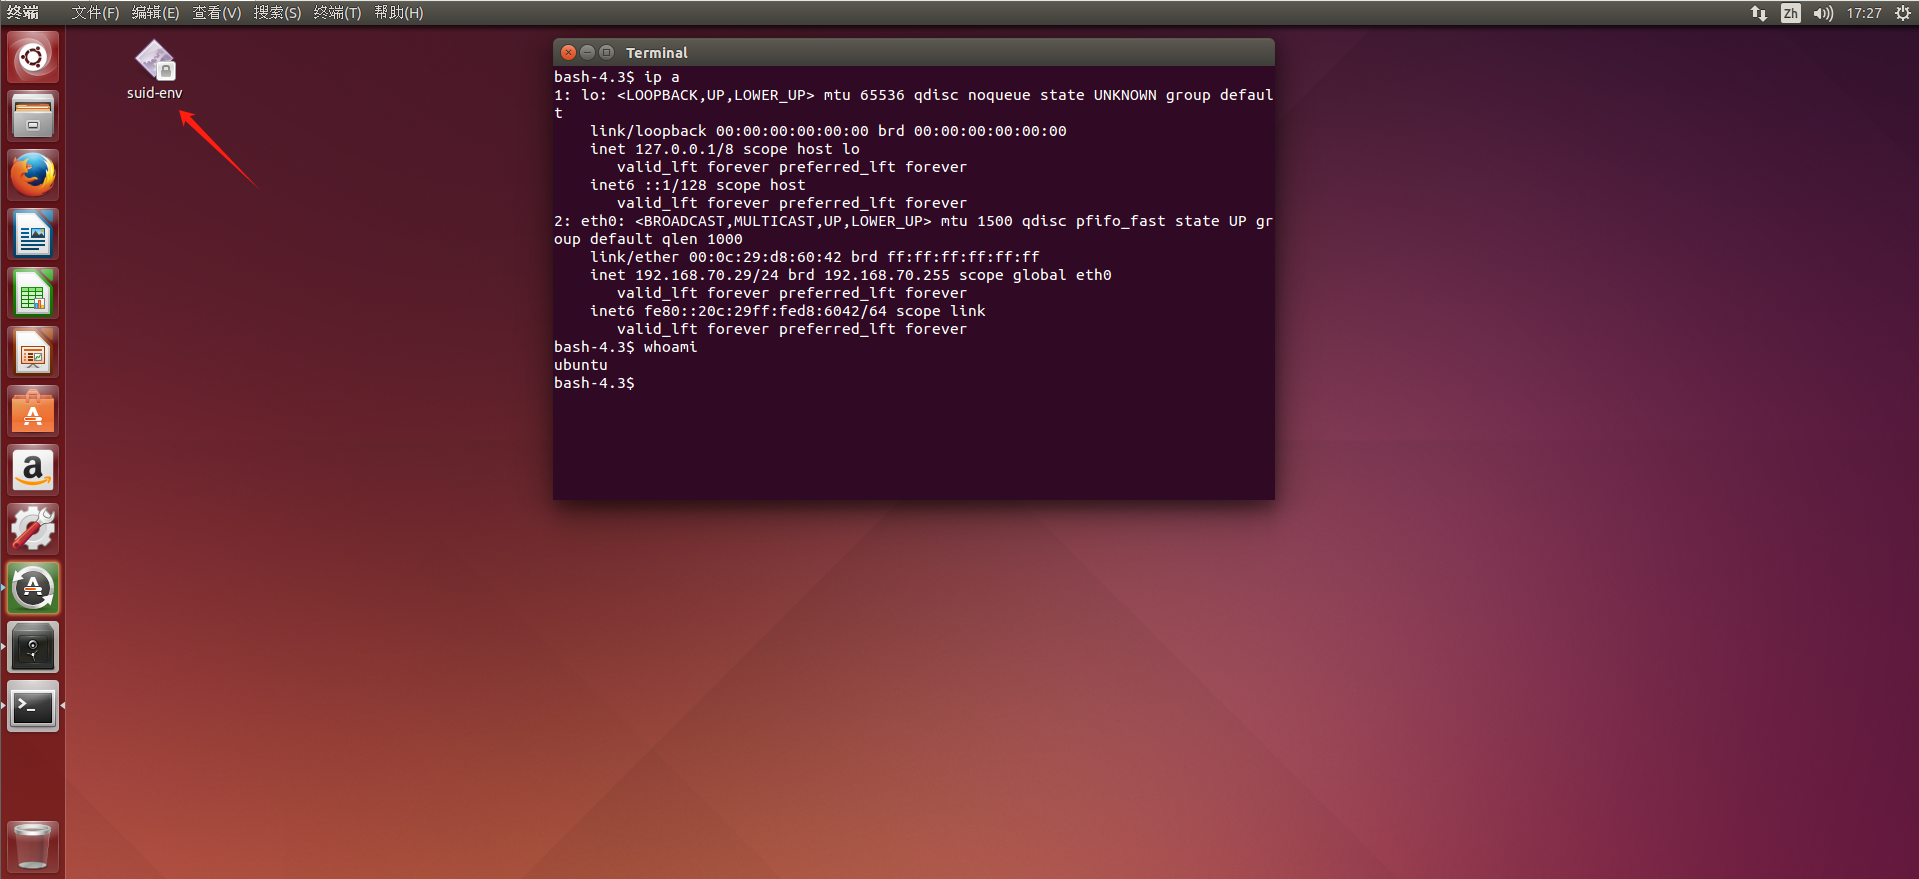 终端 文件(F) 编辑(E) 查看(V) 搜索(S) 终端(T) 帮助(H) Zh 17:27
suid-env
Terminal
bash-4.3$ ip a
1: lo: <LOOPBACK,UP,LOWER_UP> mtu 65536 qdisc noqueue state UNKNOWN group defaul
t
link/loopback 00:00:00:00:00:00 brd 00:00:00:00:00:00
inet 127.0.0.1/8 scope host lo
valid_lft forever preferred_lft forever
inet6 ::1/128 scope host
valid_lft forever preferred_lft forever
2: eth0: <BROADCAST,MULTICAST,UP,LOWER_UP> mtu 1500 qdisc pfifo_fast state UP gr
oup default qlen 1000
link/ether 00:0c:29:d8:60:42 brd ff:ff:ff:ff:ff:ff
inet 192.168.70.29/24 brd 192.168.70.255 scope global eth0
valid_lft forever preferred_lft forever
inet6 fe80::20c:29ff:fed8:6042/64 scope link
valid_lft forever preferred_lft forever
bash-4.3$ whoami
ubuntu
bash-4.3$